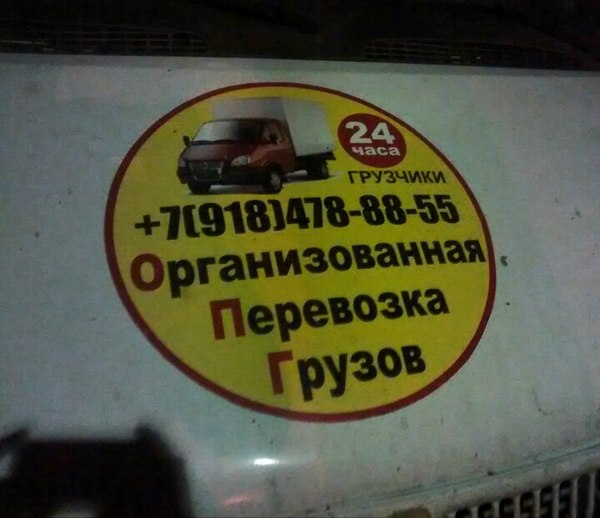 24
часа
ГРУЗЧИКИ
+7(918)478-88-55
Организованная
Перевозка
Грузов